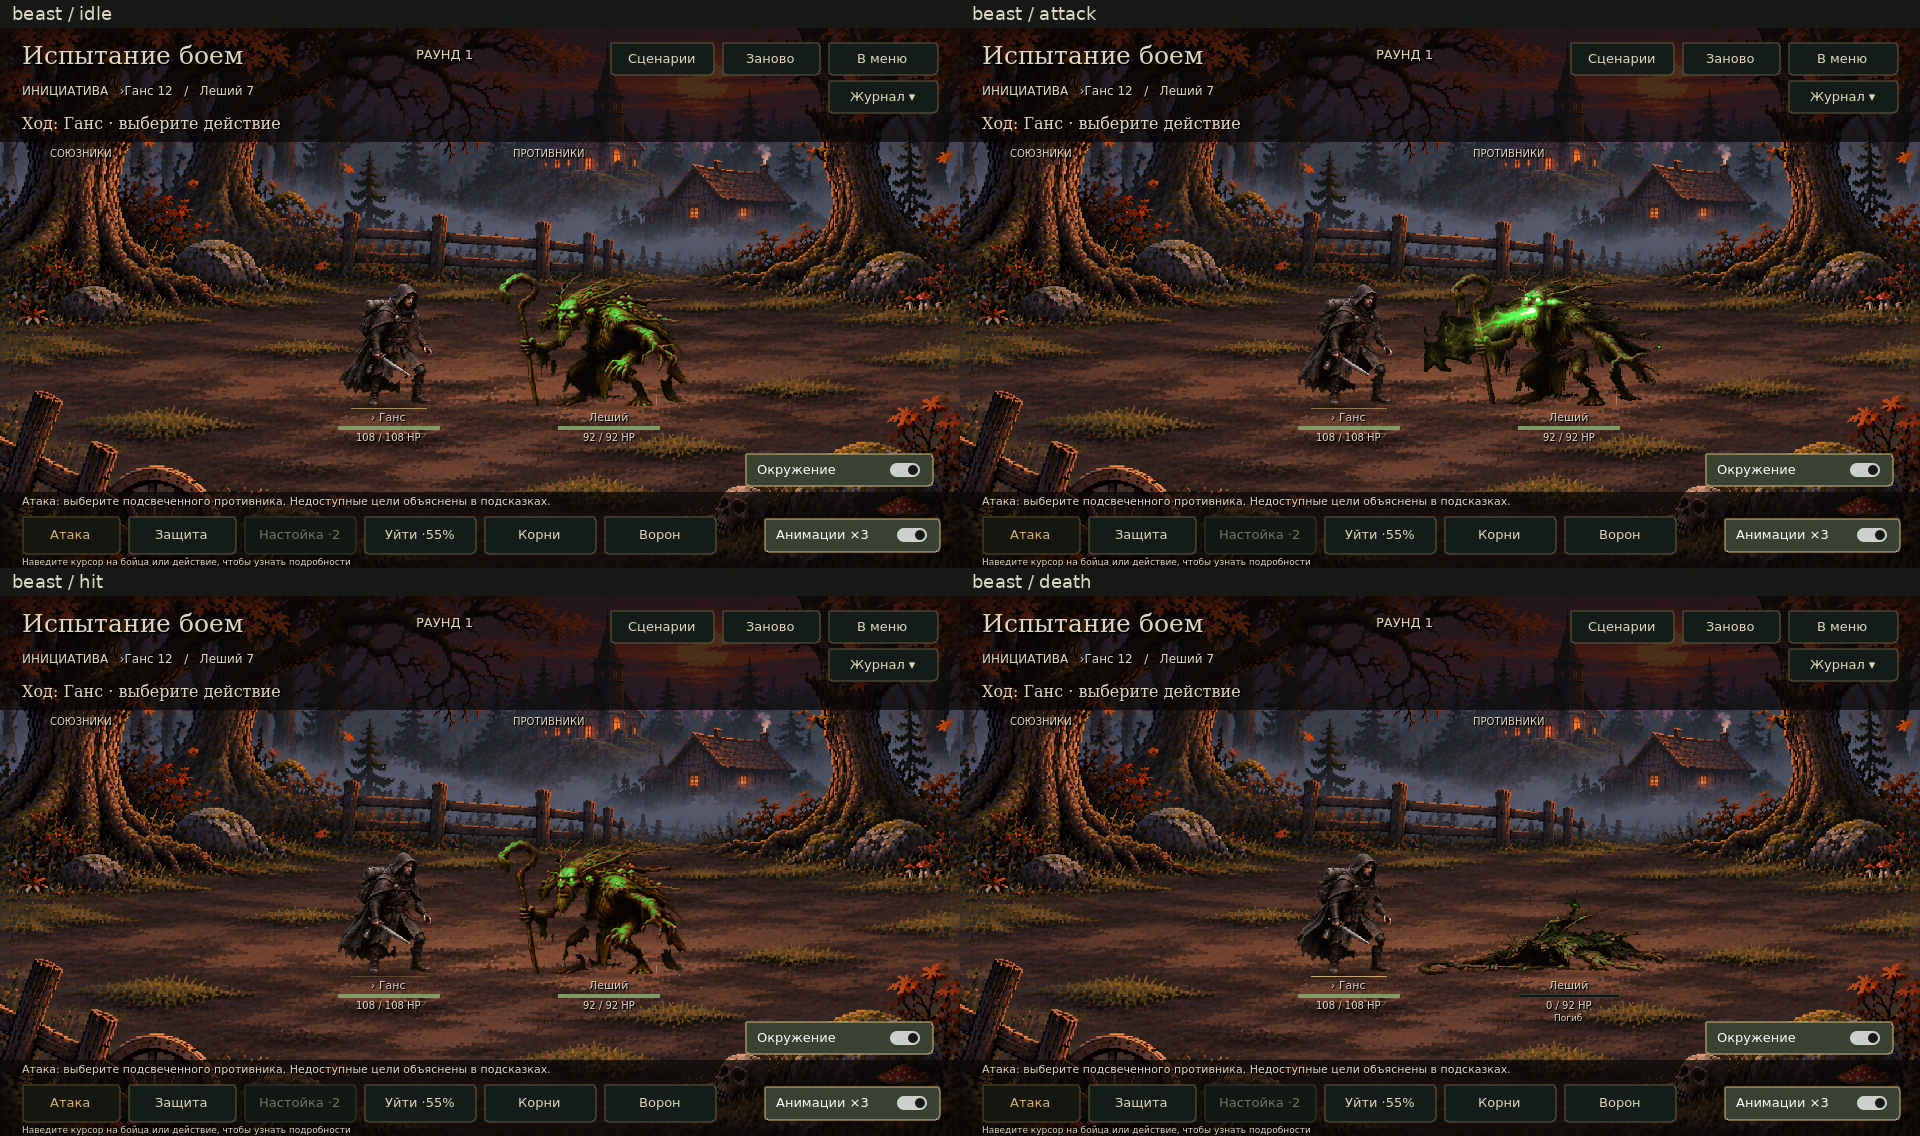 beast / idle
Испытание боем
РАУНД 1
Сценарии
Заново
В меню
ИНИЦИАТИВА ›Ганс 12 / Леший 7
Журнал ▾
Ход: Ганс · выберите действие
СОЮЗНИКИ
ПРОТИВНИКИ
› Ганс
108 / 108 HP
Леший
92 / 92 HP
Окружение
Атака: выберите подсвеченного противника. Недоступные цели объяснены в подсказках.
Атака
Защита
Настойка ·2
Уйти ·55%
Корни
Ворон
Анимации ×3
Наведите курсор на бойца или действие, чтобы узнать подробности
beast / attack
Испытание боем
РАУНД 1
Сценарии
Заново
В меню
ИНИЦИАТИВА ›Ганс 12 / Леший 7
Журнал ▾
Ход: Ганс · выберите действие
СОЮЗНИКИ
ПРОТИВНИКИ
› Ганс
108 / 108 HP
Леший
92 / 92 HP
Окружение
Атака: выберите подсвеченного противника. Недоступные цели объяснены в подсказках.
Атака
Защита
Настойка ·2
Уйти ·55%
Корни
Ворон
Анимации ×3
Наведите курсор на бойца или действие, чтобы узнать подробности
beast / hit
Испытание боем
РАУНД 1
Сценарии
Заново
В меню
ИНИЦИАТИВА ›Ганс 12 / Леший 7
Журнал ▾
Ход: Ганс · выберите действие
СОЮЗНИКИ
ПРОТИВНИКИ
› Ганс
108 / 108 HP
Леший
92 / 92 HP
Окружение
Атака: выберите подсвеченного противника. Недоступные цели объяснены в подсказках.
Атака
Защита
Настойка ·2
Уйти ·55%
Корни
Ворон
Анимации ×3
Наведите курсор на бойца или действие, чтобы узнать подробности
beast / death
Испытание боем
РАУНД 1
Сценарии
Заново
В меню
ИНИЦИАТИВА ›Ганс 12 / Леший 7
Журнал ▾
Ход: Ганс · выберите действие
СОЮЗНИКИ
ПРОТИВНИКИ
› Ганс
108 / 108 HP
Леший
0 / 92 HP
Погиб
Окружение
Атака: выберите подсвеченного противника. Недоступные цели объяснены в подсказках.
Атака
Защита
Настойка ·2
Уйти ·55%
Корни
Ворон
Анимации ×3
Наведите курсор на бойца или действие, чтобы узнать подробности